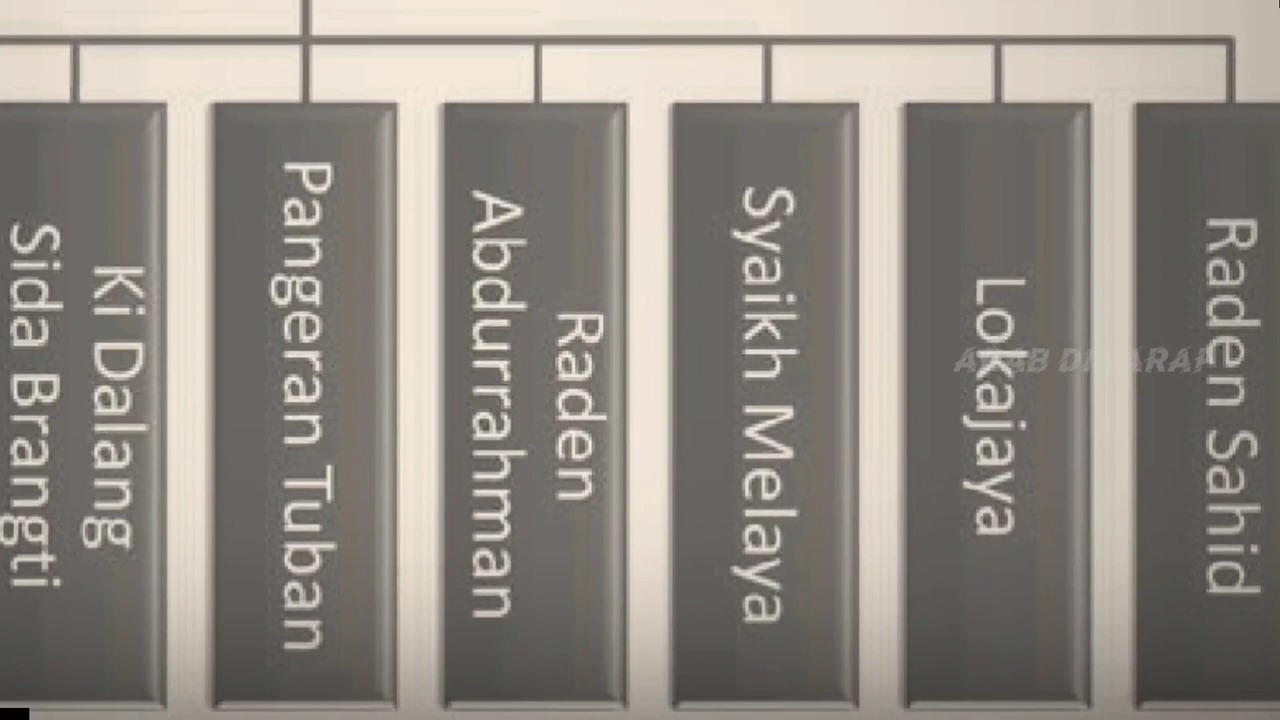 Ki Dalang
Sida Brangti
Pangeran Tuban
Raden
Abdurrahman
Syaikh Melaya
Lokajaya
Raden Sahid